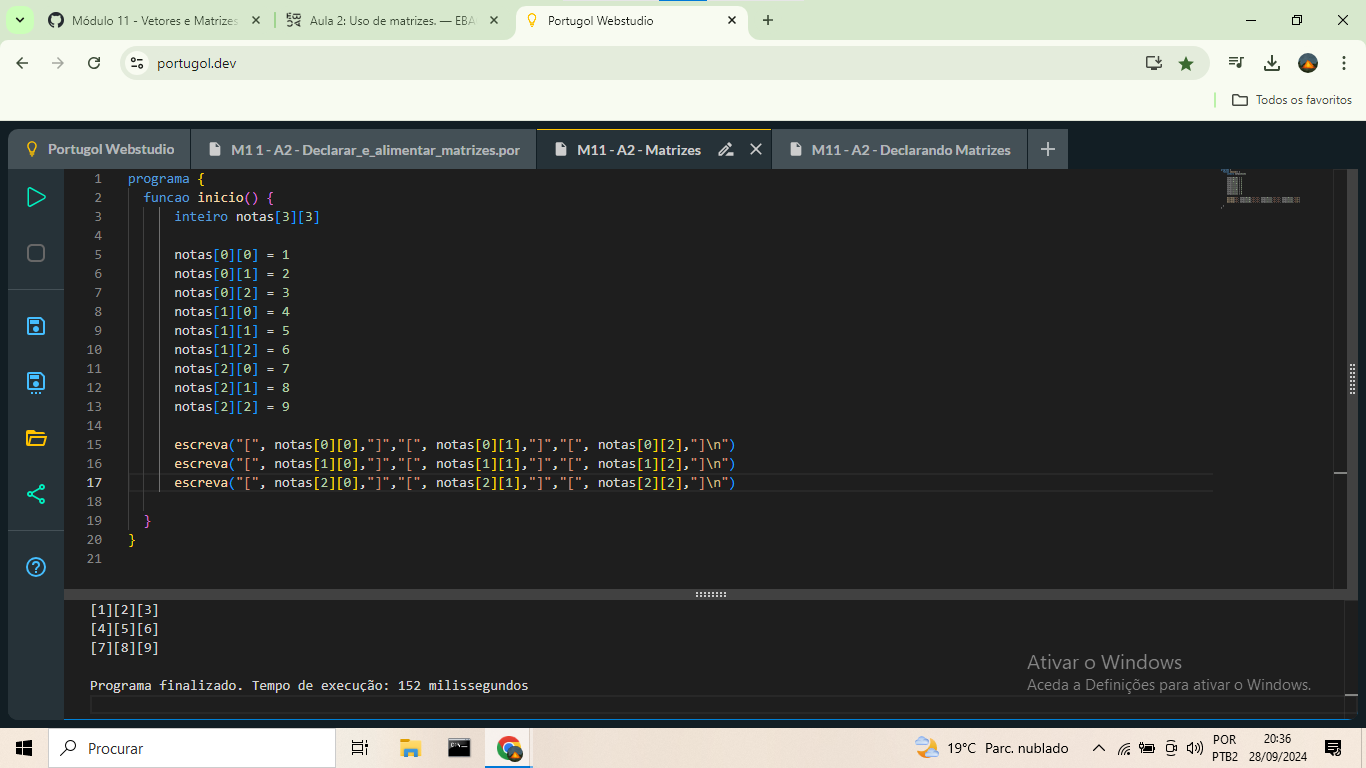 Módulo 11 - Vetores e Matrizes
Aula 2: Uso de matrizes. — EBA
Portugol Webstudio
portugol.dev
Todos os favoritos
Portugol Webstudio
M1 1 - A2 - Declarar_e_alimentar_matrizes.por
M11 - A2 - Matrizes
M11 - A2 - Declarando Matrizes
1 programa {
2 funcao inicio() {
3 inteiro notas[3][3]
4
5 notas[0][0] = 1
6 notas[0][1] = 2
7 notas[0][2] = 3
8 notas[1][0] = 4
9 notas[1][1] = 5
10 notas[1][2] = 6
11 notas[2][0] = 7
12 notas[2][1] = 8
13 notas[2][2] = 9
14
15 escreva("[", notas[0][0],"]","[", notas[0][1],"]","[", notas[0][2],"]\n")
16 escreva("[", notas[1][0],"]","[", notas[1][1],"]","[", notas[1][2],"]\n")
17 escreva("[", notas[2][0],"]","[", notas[2][1],"]","[", notas[2][2],"]\n")
18
19 }
20 }
21
[1][2][3]
[4][5][6]
[7][8][9]
Programa finalizado. Tempo de execução: 152 milissegundos
Ativar o Windows
Aceda a Definições para ativar o Windows.
Procurar
19°C Parc. nublado
POR
PTB2
20:36
28/09/2024